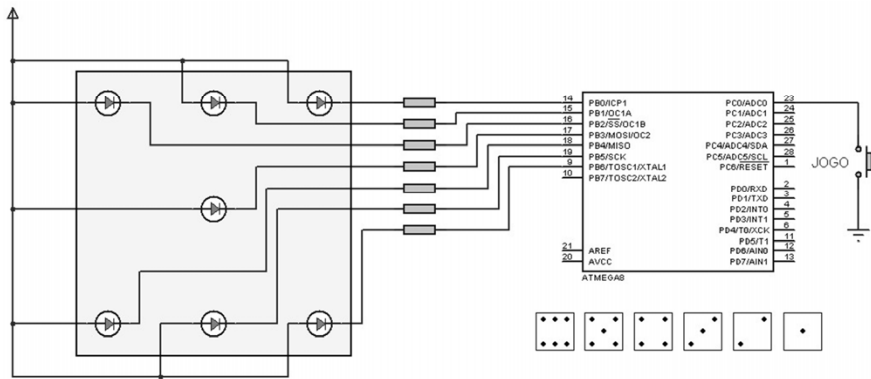 14 PB0/ICP1 PC0/ADC0 23
15 PB1/OC1A PC1/ADC1 24
16 PB2/SS/OC1B PC2/ADC2 25
17 PB3/MOSI/OC2 PC3/ADC3 26
18 PB4/MISO PC4/ADC4/SDA 27
19 PB5/SCK PC5/ADC5/SCL 28
9 PB6/TOSC1/XTAL1 PC6/RESET 1
10 PB7/TOSC2/XTAL2
JOGO
PD0/RXD 2
PD1/TXD 3
PD2/INT0 4
PD3/INT1 5
PD4/T0/XCK 6
PD5/T1 11
21 AREF PD6/AIN0 12
20 AVCC PD7/AIN1 13
ATMEGA8